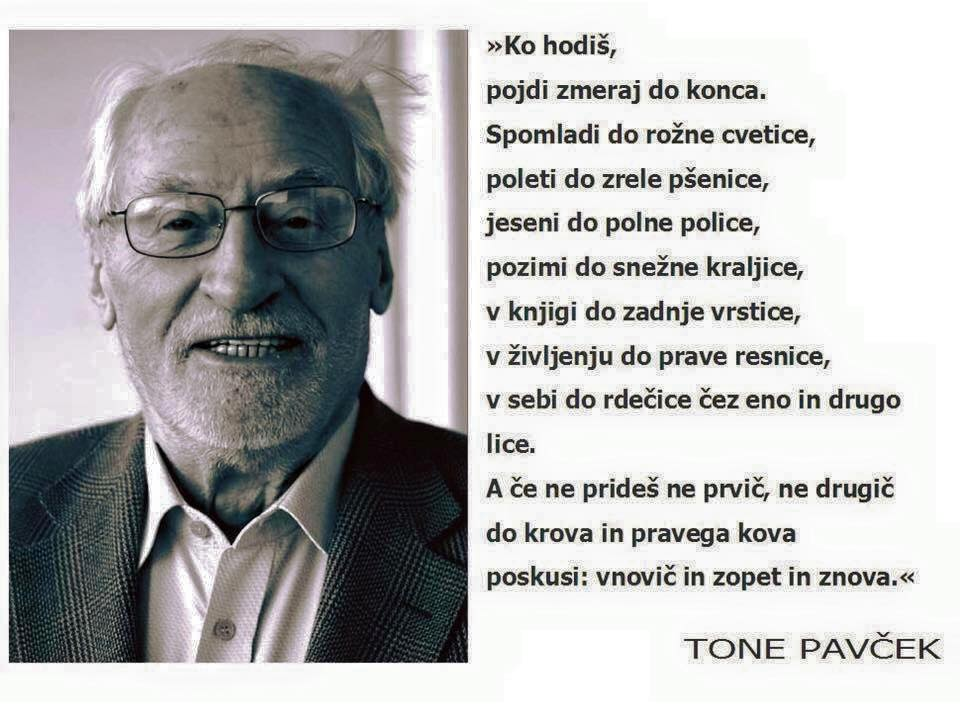 »Ko hodiš,
pojdi zmeraj do konca.
Spomladi do rožne cvetice,
poleti do zrele pšenice,
jeseni do polne police,
pozimi do snežne kraljice,
v knjigi do zadnje vrstice,
v življenju do prave resnice,
v sebi do rdečice čez eno in drugo
lice.
A če ne prideš ne prvič, ne drugič
do krova in pravega kova
poskusi: vnovič in zopet in znova.«
TONE PAVČEK